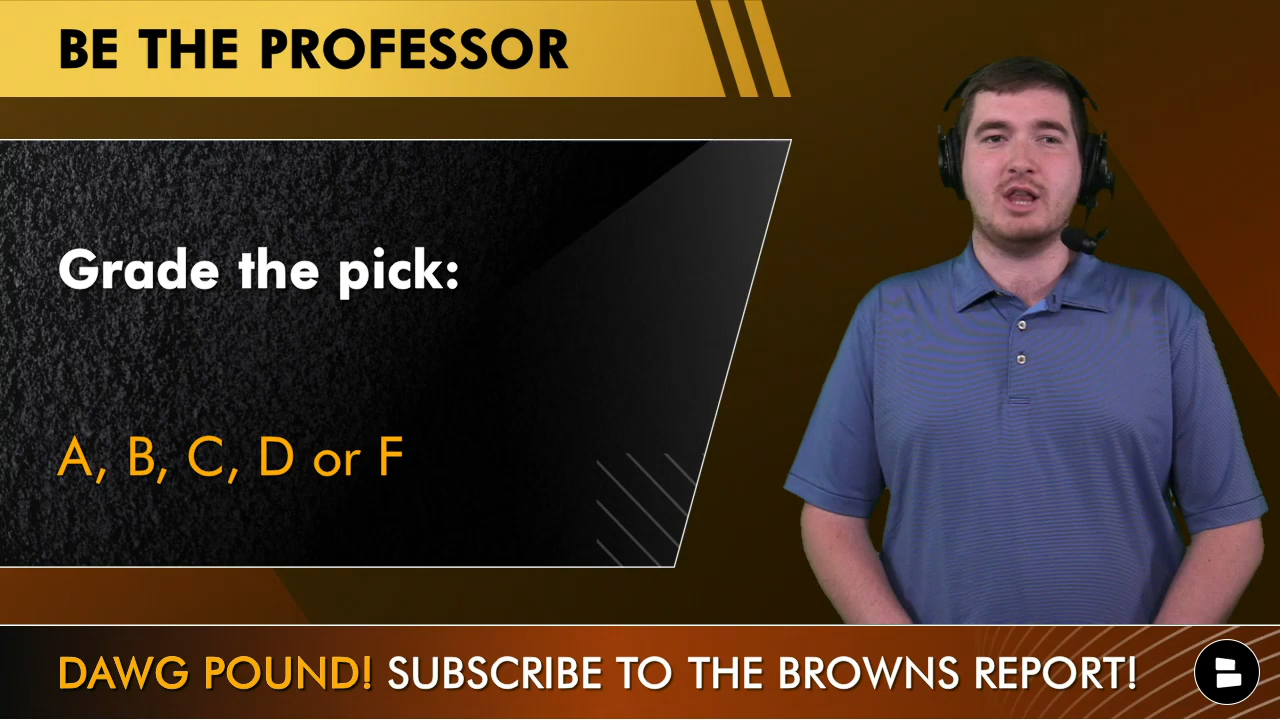 BE THE PROFESSOR
Grade the pick:
A, B, C, D or F
DAWG POUND! SUBSCRIBE TO THE BROWNS REPORT!